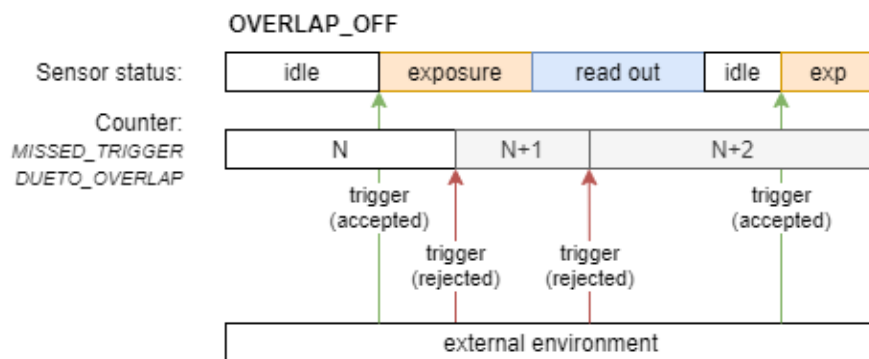 OVERLAP_OFF
Sensor status:
idle
exposure
read out
idle
exp
Counter:
MISSED_TRIGGER
DUETO_OVERLAP
N
N+1
N+2
trigger
(accepted)
trigger
(rejected)
trigger
(rejected)
trigger
(accepted)
external environment